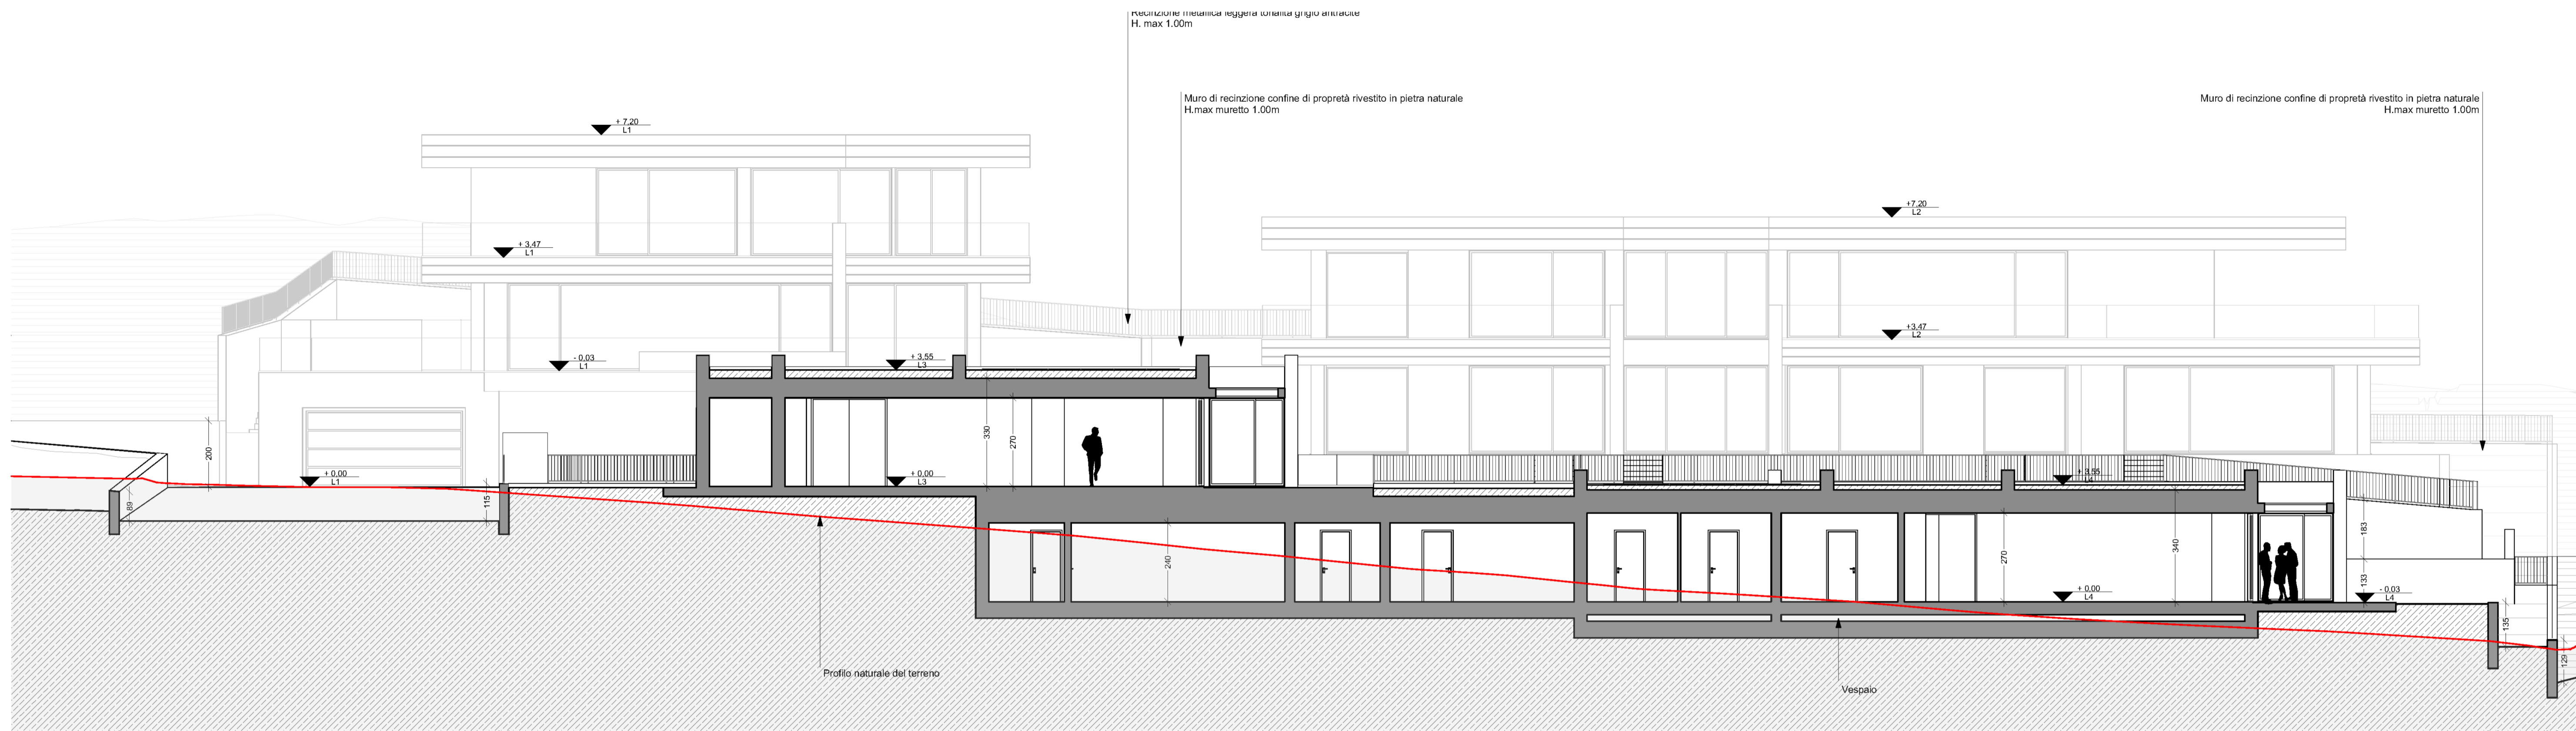 Recinzione metallica leggera tonalità grigio antracite
H. max 1.00m
Muro di recinzione confine di propretà rivestito in pietra naturale
H.max muretto 1.00m
Muro di recinzione confine di propretà rivestito in pietra naturale
H.max muretto 1.00m
+ 7,20
L1
+7,20
L2
+ 3,47
L1
+3,47
L2
- 0,03
L1
+ 3,55
L3
330
270
200
+ 0,00
L1
+ 0,00
L3
+ 3,55
L4
89
115
240
270
340
183
133
+ 0,00
L4
- 0,03
L4
135
129
Profilo naturale del terreno
Vespaio